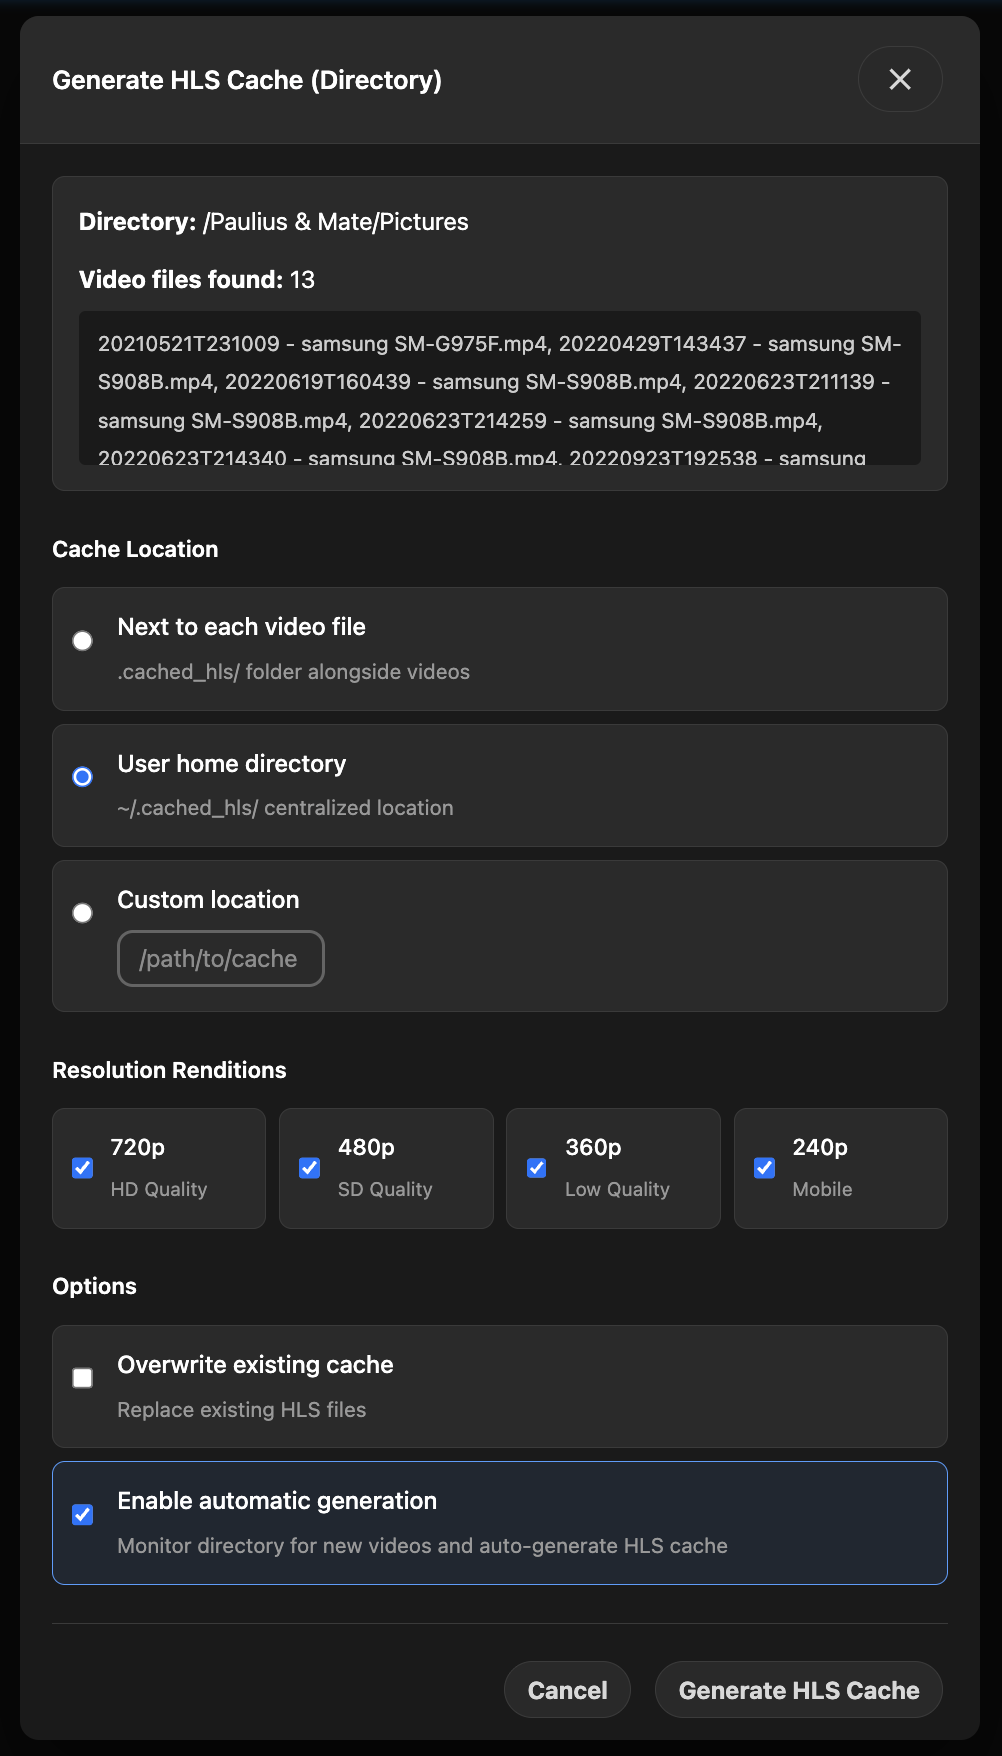 Generate HLS Cache (Directory)
Directory: /Paulius & Mate/Pictures
Video files found: 13
20210521T231009 - samsung SM-G975F.mp4, 20220429T143437 - samsung SM-
S908B.mp4, 20220619T160439 - samsung SM-S908B.mp4, 20220623T211139 -
samsung SM-S908B.mp4, 20220623T214259 - samsung SM-S908B.mp4,
20220623T214340 - samsung SM-S908B.mp4, 20220923T192538 - samsung
Cache Location
Next to each video file
.cached_hls/ folder alongside videos
User home directory
~/.cached_hls/ centralized location
Custom location
/path/to/cache
Resolution Renditions
720p
HD Quality
480p
SD Quality
360p
Low Quality
240p
Mobile
Options
Overwrite existing cache
Replace existing HLS files
Enable automatic generation
Monitor directory for new videos and auto-generate HLS cache
Cancel
Generate HLS Cache